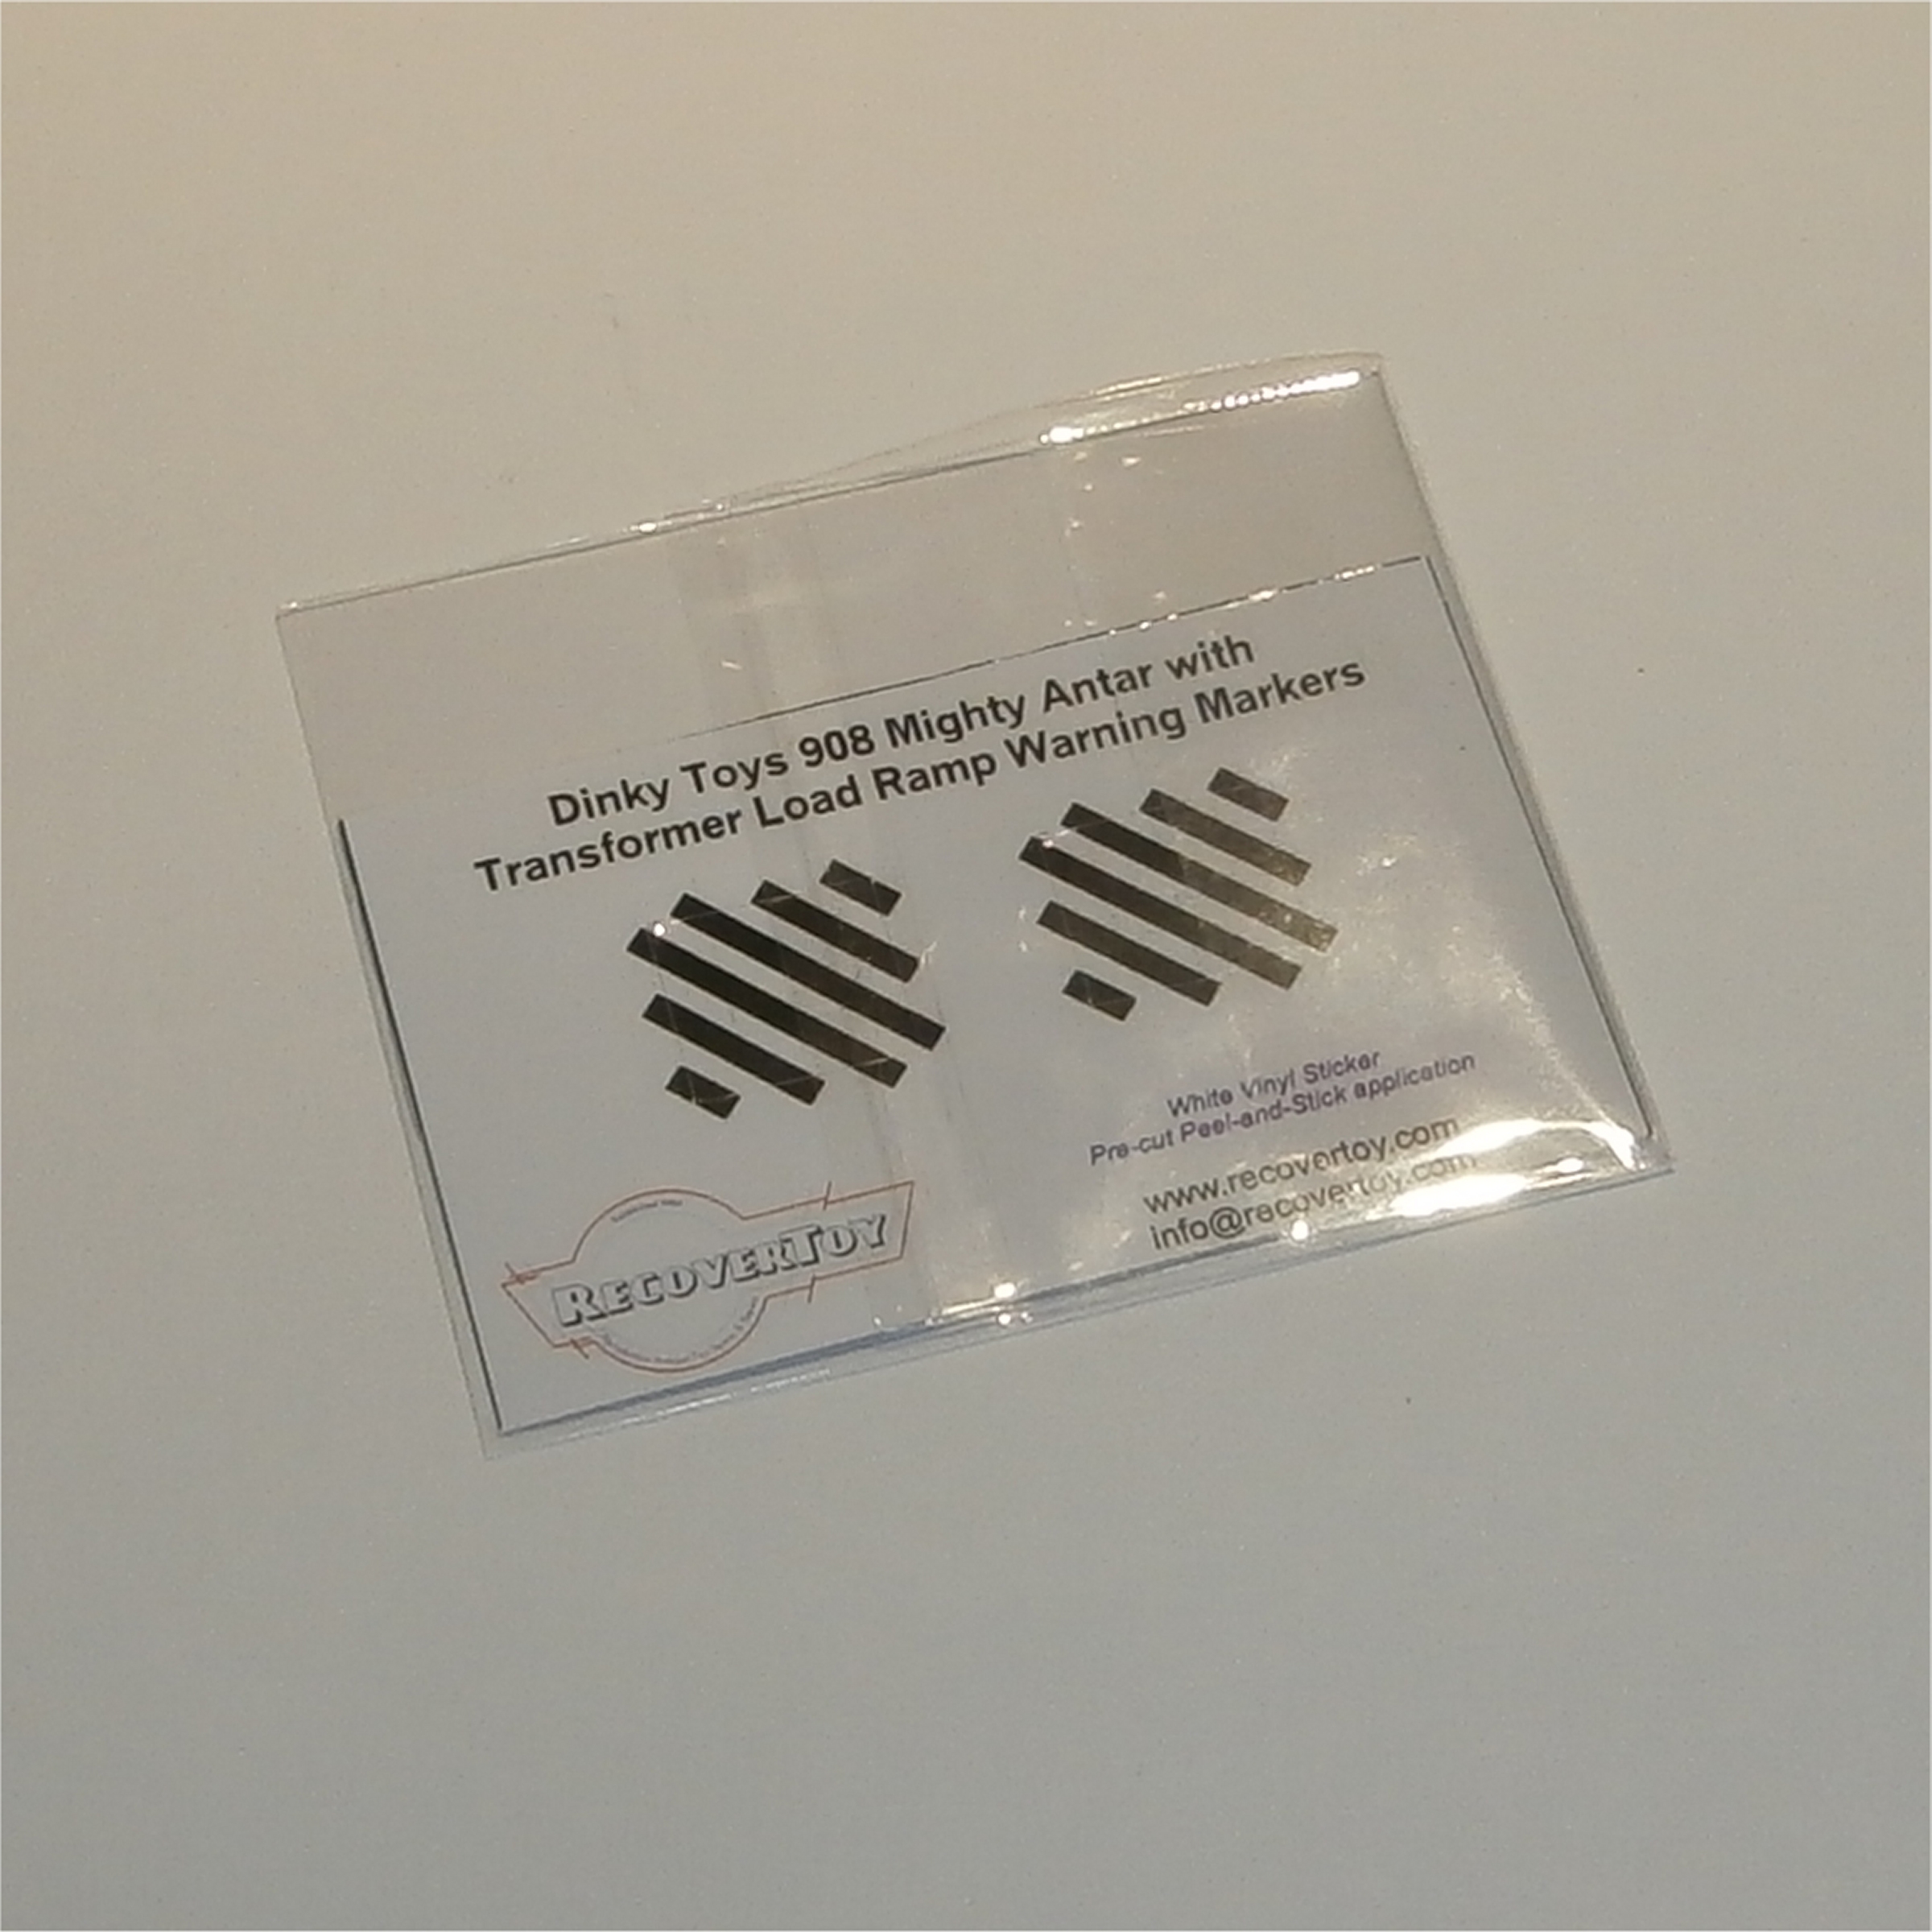 Dinky Toys 908 Mighty Antar with
Transformer Load Ramp Warning Markers
White Vinyl Sticker
Pre-cut Peel-and-Stick application
www.recovertoy.com
info@recovertoy.com
RECOVERTOY